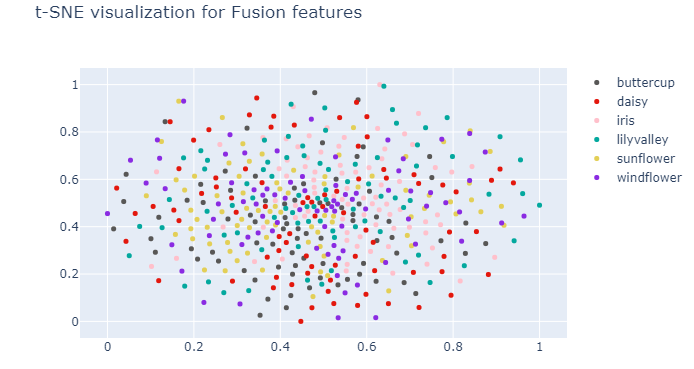 t-SNE visualization for Fusion features
1
0.8
0.6
0.4
0.2
0
0
0.2
0.4
0.6
0.8
1
buttercup
daisy
iris
lilyvalley
sunflower
windflower